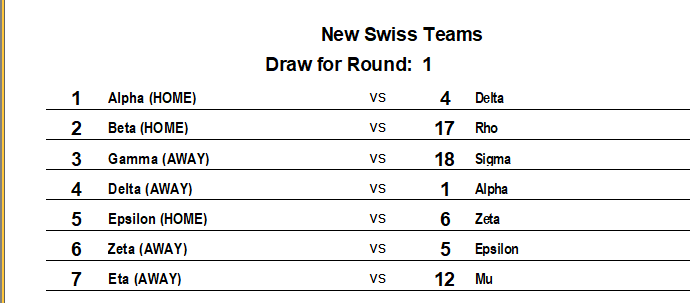 New Swiss Teams
Draw for Round: 1
1 Alpha (HOME) vs 4 Delta
2 Beta (HOME) vs 17 Rho
3 Gamma (AWAY) vs 18 Sigma
4 Delta (AWAY) vs 1 Alpha
5 Epsilon (HOME) vs 6 Zeta
6 Zeta (AWAY) vs 5 Epsilon
7 Eta (AWAY) vs 12 Mu